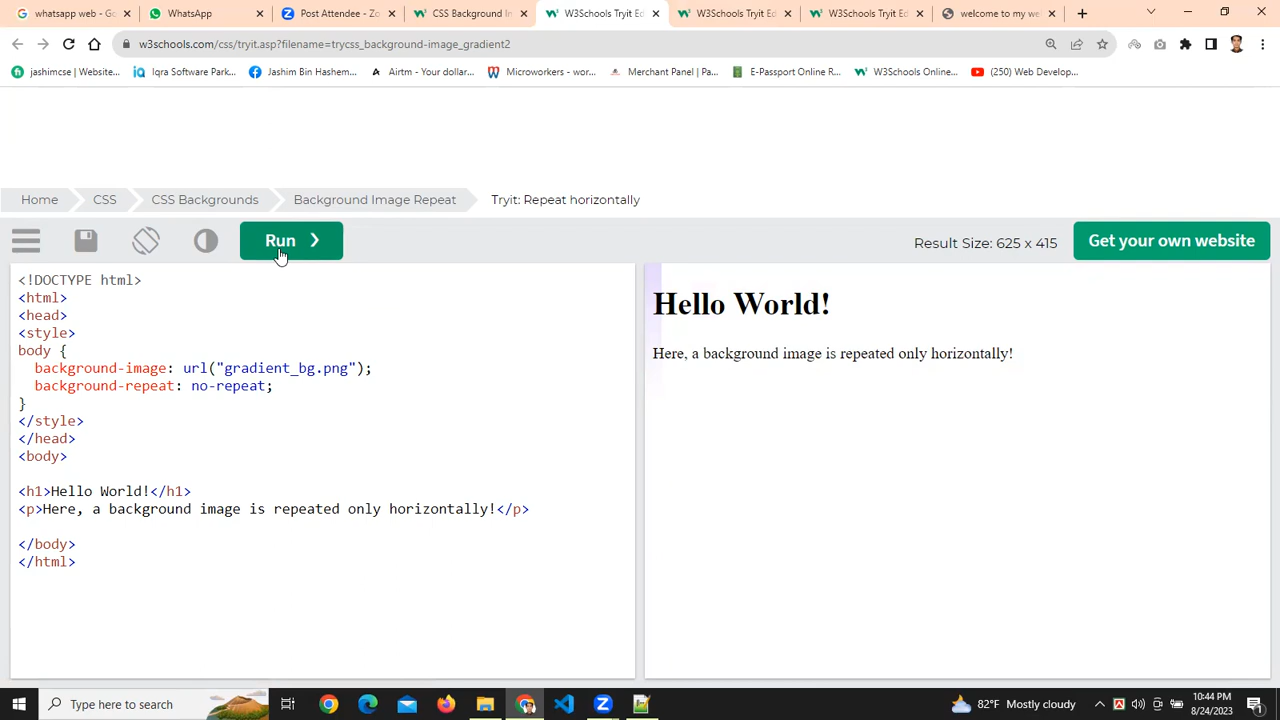 whatsapp web - Go
WhatsApp
Post Attendee - Zo
CSS Background In
W3Schools Tryit Ed
W3Schools Tryit Ed
W3Schools Tryit Ed
welcome to my we
w3schools.com/css/tryit.asp?filename=trycss_background-image_gradient2
jashimcse | Website...
Iqra Software Park...
Jashim Bin Hashem...
Airtm - Your dollar...
Microworkers - wor...
Merchant Panel | Pa...
E-Passport Online R...
W3Schools Online...
(250) Web Develop...
Home
CSS
CSS Backgrounds
Background Image Repeat
Tryit: Repeat horizontally
Run ❯
Result Size: 625 x 415
Get your own website
<!DOCTYPE html>
<html>
<head>
<style>
body {
background-image: url("gradient_bg.png");
background-repeat: no-repeat;
}
</style>
</head>
<body>
<h1>Hello World!</h1>
<p>Here, a background image is repeated only horizontally!</p>
</body>
</html>
Hello World!
Here, a background image is repeated only horizontally!
Type here to search
82°F Mostly cloudy
10:44 PM
8/24/2023